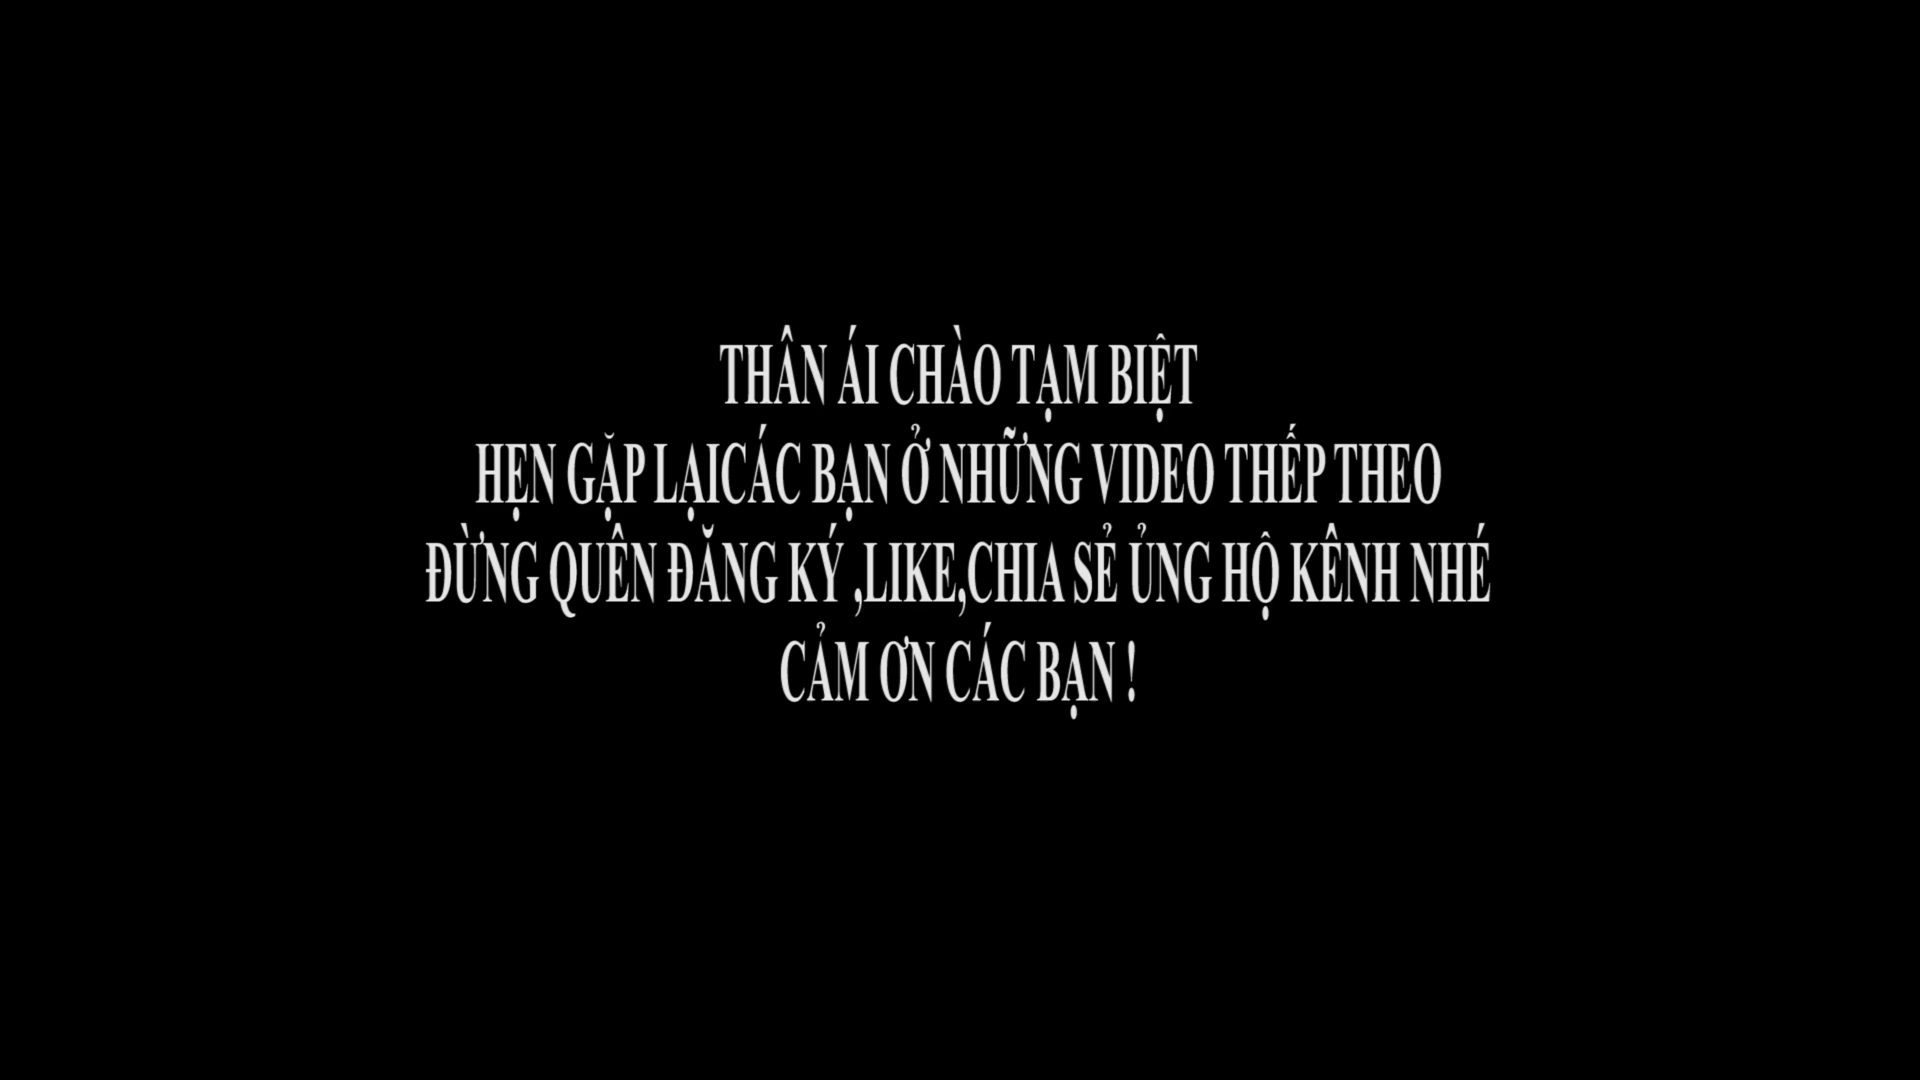 THÂN ÁI CHÀO TẠM BIỆT
HẸN GẶP LẠICÁC BẠN Ở NHỮNG VIDEO THẾP THEO
ĐỪNG QUÊN ĐĂNG KÝ ,LIKE,CHIA SẺ ỦNG HỘ KÊNH NHÉ
CẢM ƠN CÁC BẠN !